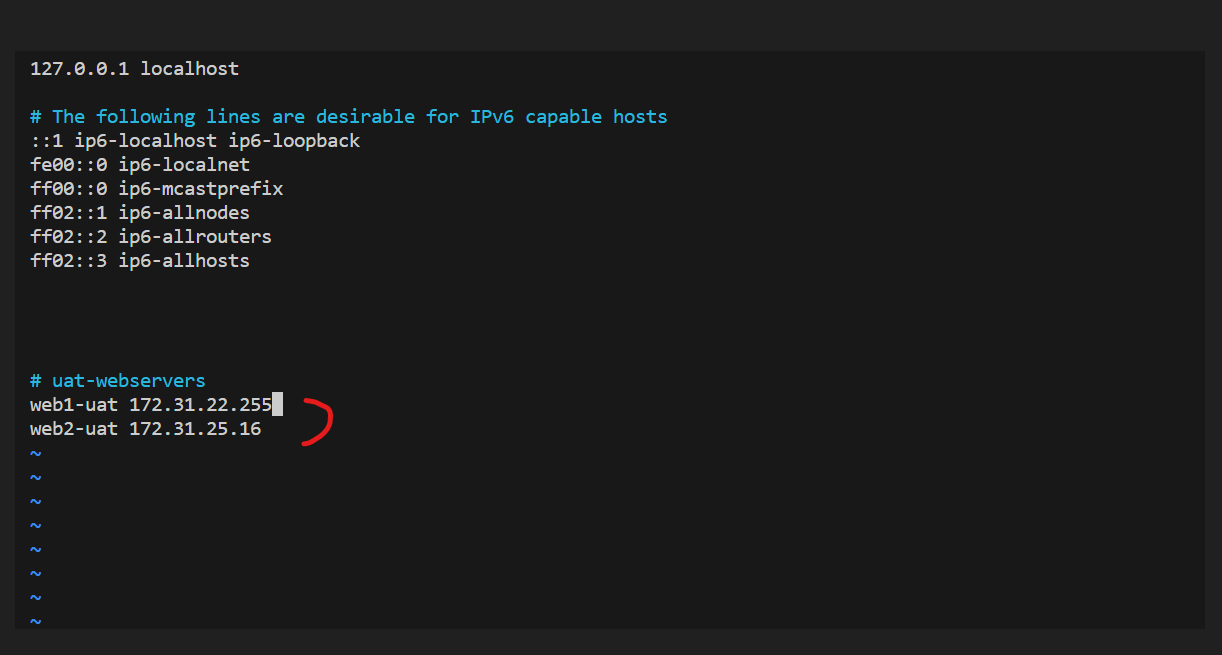 127.0.0.1 localhost
# The following lines are desirable for IPv6 capable hosts
::1 ip6-localhost ip6-loopback
fe00::0 ip6-localnet
ff00::0 ip6-mcastprefix
ff02::1 ip6-allnodes
ff02::2 ip6-allrouters
ff02::3 ip6-allhosts
# uat-webservers
web1-uat 172.31.22.255
web2-uat 172.31.25.16
~
~
~
~
~
~
~
~